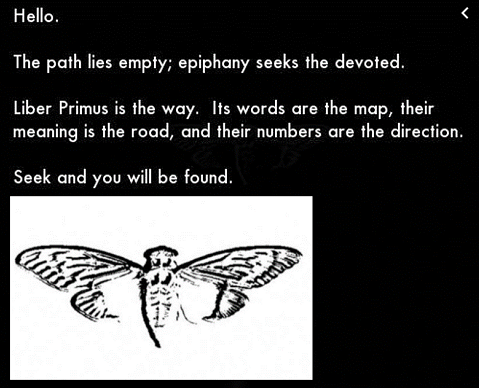 Hello.
The path lies empty; epiphany seeks the devoted.
Liber Primus is the way.  Its words are the map, their
meaning is the road, and their numbers are the direction.
Seek and you will be found.